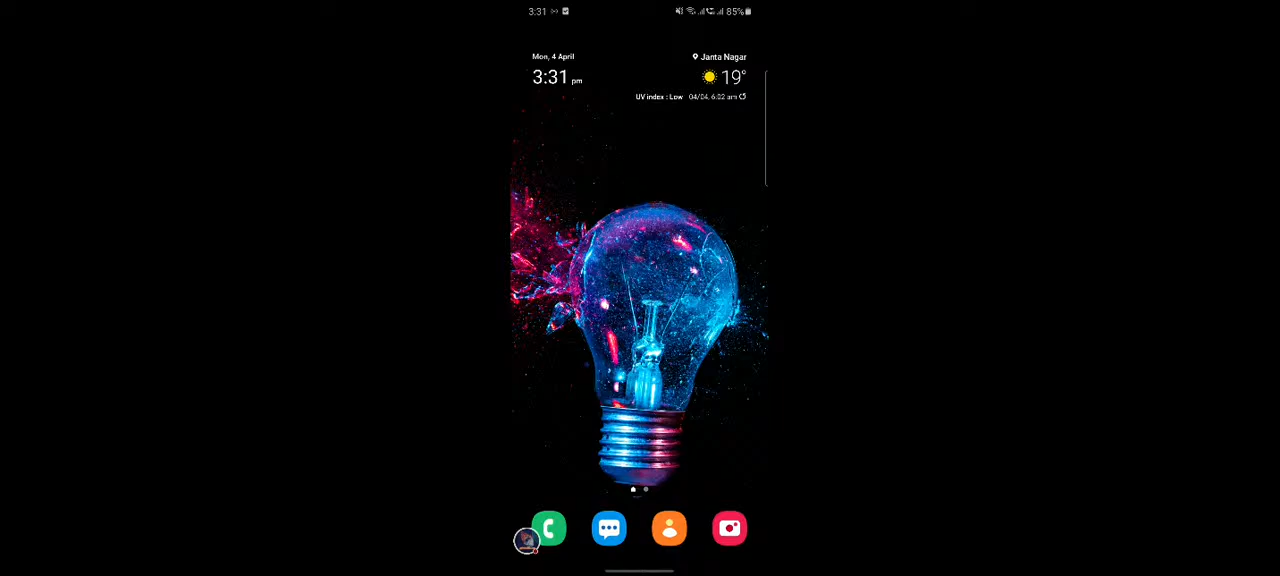 3:31 85%
Mon, 4 April
3:31 pm
Janta Nagar
19°
UV index : Low 04/04, 6:02 am